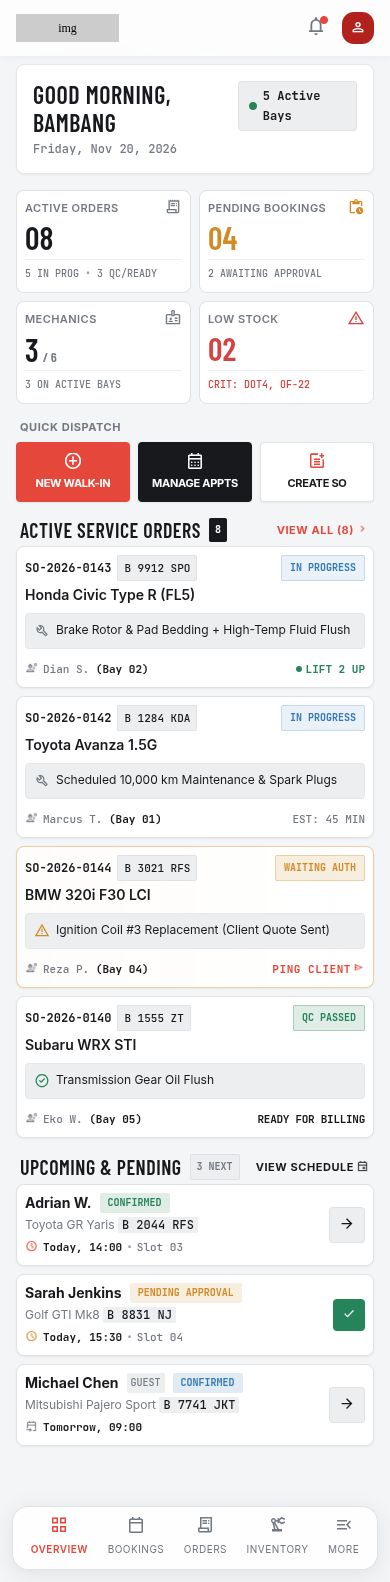 img
GOOD MORNING,
BAMBANG
Friday, Nov 20, 2026
5 Active
Bays
ACTIVE ORDERS
08
5 IN PROG • 3 QC/READY
PENDING BOOKINGS
04
2 AWAITING APPROVAL
MECHANICS
3 / 6
3 ON ACTIVE BAYS
LOW STOCK
02
CRIT: DOT4, OF-22
QUICK DISPATCH
NEW WALK-IN
MANAGE APPTS
CREATE SO
ACTIVE SERVICE ORDERS 8 VIEW ALL (8)
SO-2026-0143 B 9912 SPO IN PROGRESS
Honda Civic Type R (FL5)
Brake Rotor & Pad Bedding + High-Temp Fluid Flush
Dian S. (Bay 02) LIFT 2 UP
SO-2026-0142 B 1284 KDA IN PROGRESS
Toyota Avanza 1.5G
Scheduled 10,000 km Maintenance & Spark Plugs
Marcus T. (Bay 01) EST: 45 MIN
SO-2026-0144 B 3021 RFS WAITING AUTH
BMW 320i F30 LCI
Ignition Coil #3 Replacement (Client Quote Sent)
Reza P. (Bay 04) PING CLIENT
SO-2026-0140 B 1555 ZT QC PASSED
Subaru WRX STI
Transmission Gear Oil Flush
Eko W. (Bay 05) READY FOR BILLING
UPCOMING & PENDING 3 NEXT VIEW SCHEDULE
Adrian W. CONFIRMED
Toyota GR Yaris B 2044 RFS
Today, 14:00 • Slot 03
Sarah Jenkins PENDING APPROVAL
Golf GTI Mk8 B 8831 NJ
Today, 15:30 • Slot 04
Michael Chen GUEST CONFIRMED
Mitsubishi Pajero Sport B 7741 JKT
Tomorrow, 09:00
OVERVIEW BOOKINGS ORDERS INVENTORY MORE